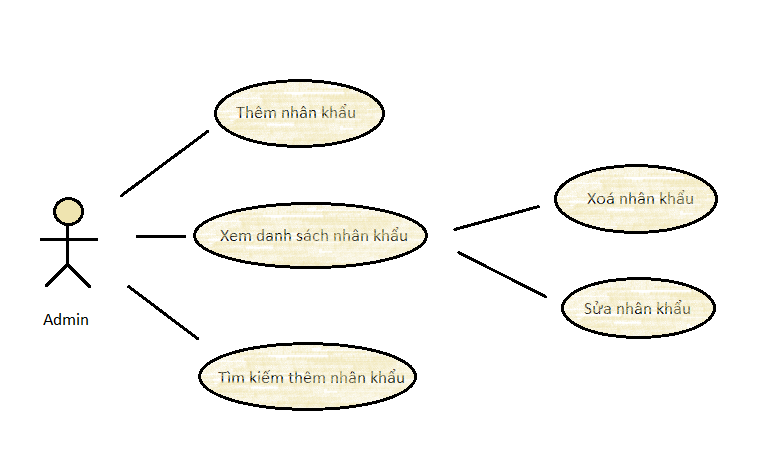 Thêm nhân khẩu
Xoá nhân khẩu
Xem danh sách nhân khẩu
Sửa nhân khẩu
Admin
Tìm kiếm thêm nhân khẩu